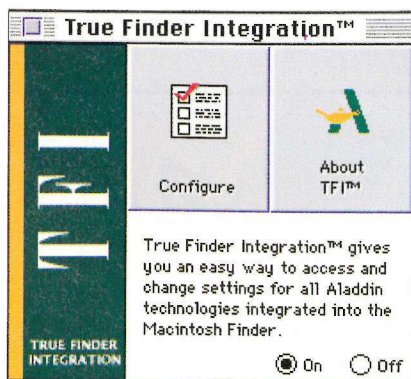 True Finder Integration™
TFI
TRUE FINDER
INTEGRATION
Configure
About
TFI™
True Finder Integration™ gives
you an easy way to access and
change settings for all Aladdin
technologies integrated into the
Macintosh Finder.
On Off